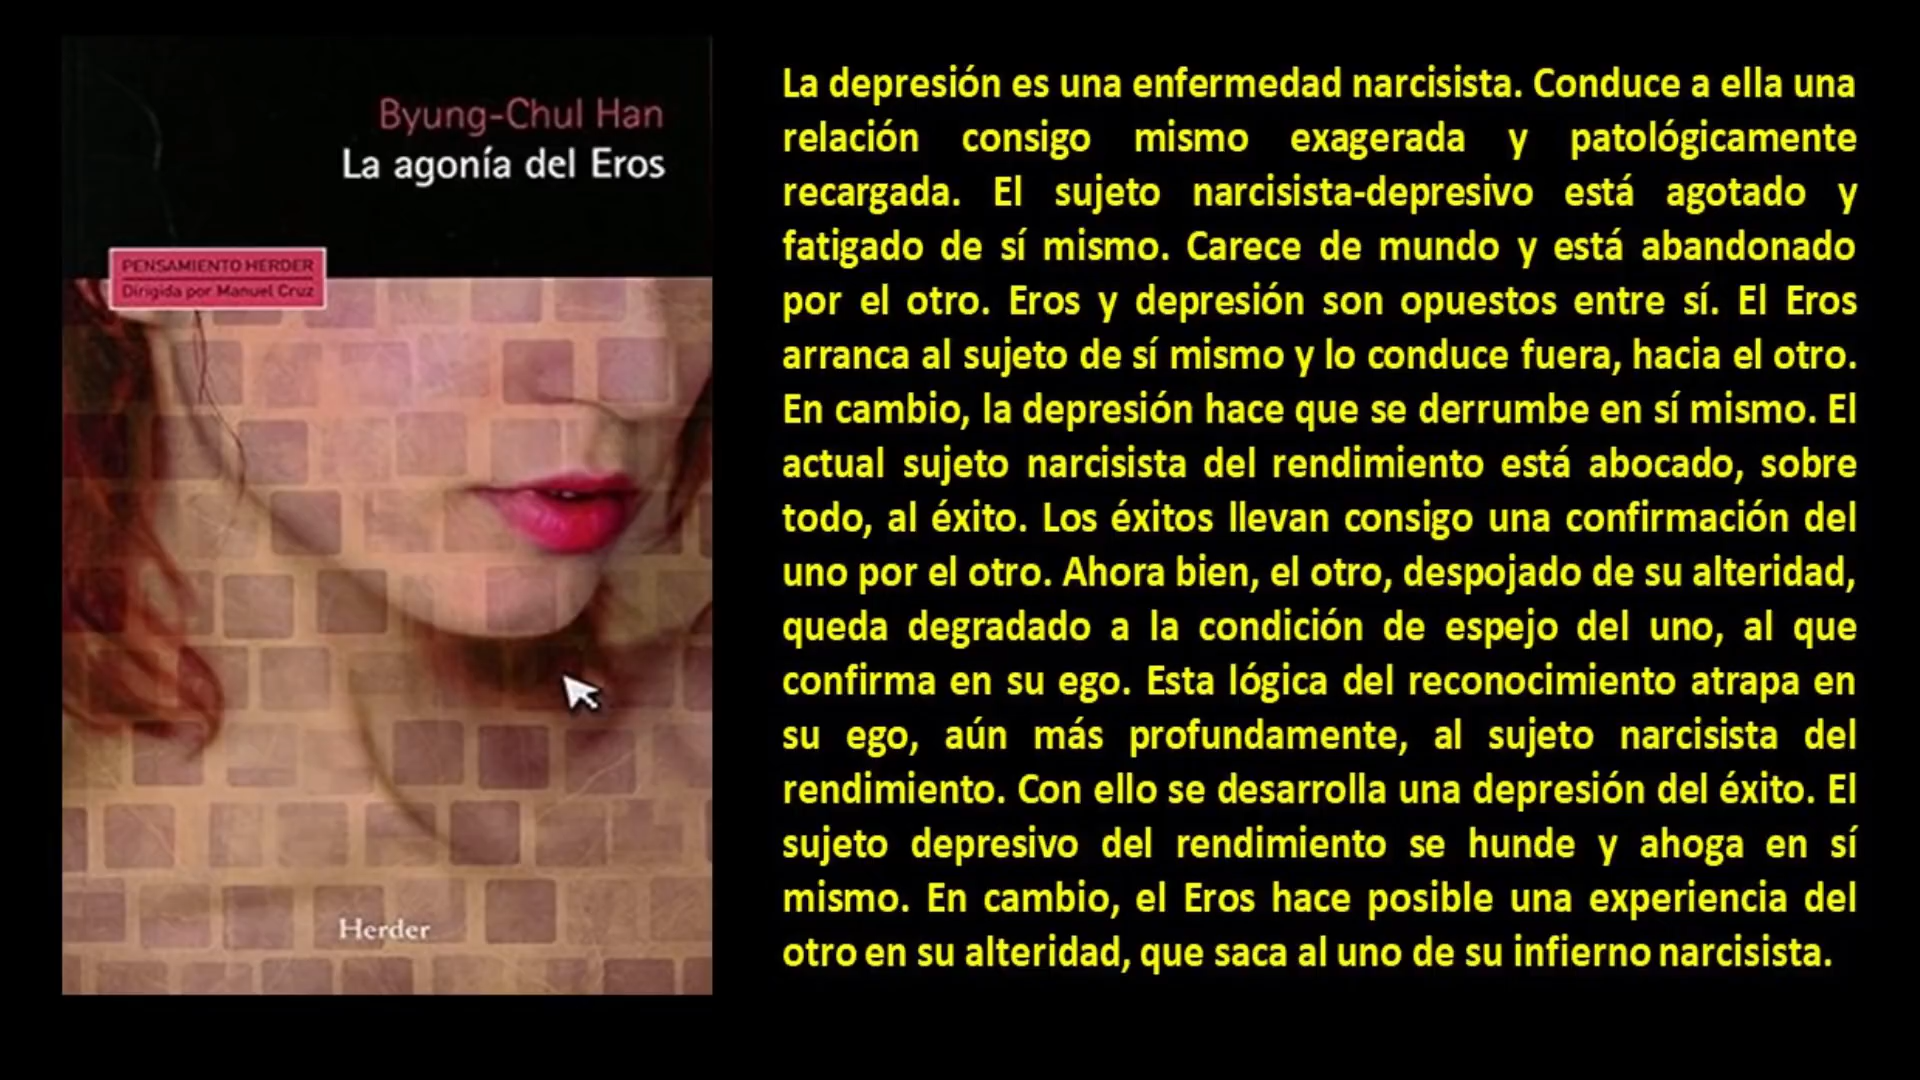 Byung-Chul Han
La agonía del Eros
PENSAMIENTO HERDER
Dirigida por Manuel Cruz
Herder
La depresión es una enfermedad narcisista. Conduce a ella una
relación consigo mismo exagerada y patológicamente
recargada. El sujeto narcisista-depresivo está agotado y
fatigado de sí mismo. Carece de mundo y está abandonado
por el otro. Eros y depresión son opuestos entre sí. El Eros
arranca al sujeto de sí mismo y lo conduce fuera, hacia el otro.
En cambio, la depresión hace que se derrumbe en sí mismo. El
actual sujeto narcisista del rendimiento está abocado, sobre
todo, al éxito. Los éxitos llevan consigo una confirmación del
uno por el otro. Ahora bien, el otro, despojado de su alteridad,
queda degradado a la condición de espejo del uno, al que
confirma en su ego. Esta lógica del reconocimiento atrapa en
su ego, aún más profundamente, al sujeto narcisista del
rendimiento. Con ello se desarrolla una depresión del éxito. El
sujeto depresivo del rendimiento se hunde y ahoga en sí
mismo. En cambio, el Eros hace posible una experiencia del
otro en su alteridad, que saca al uno de su infierno narcisista.